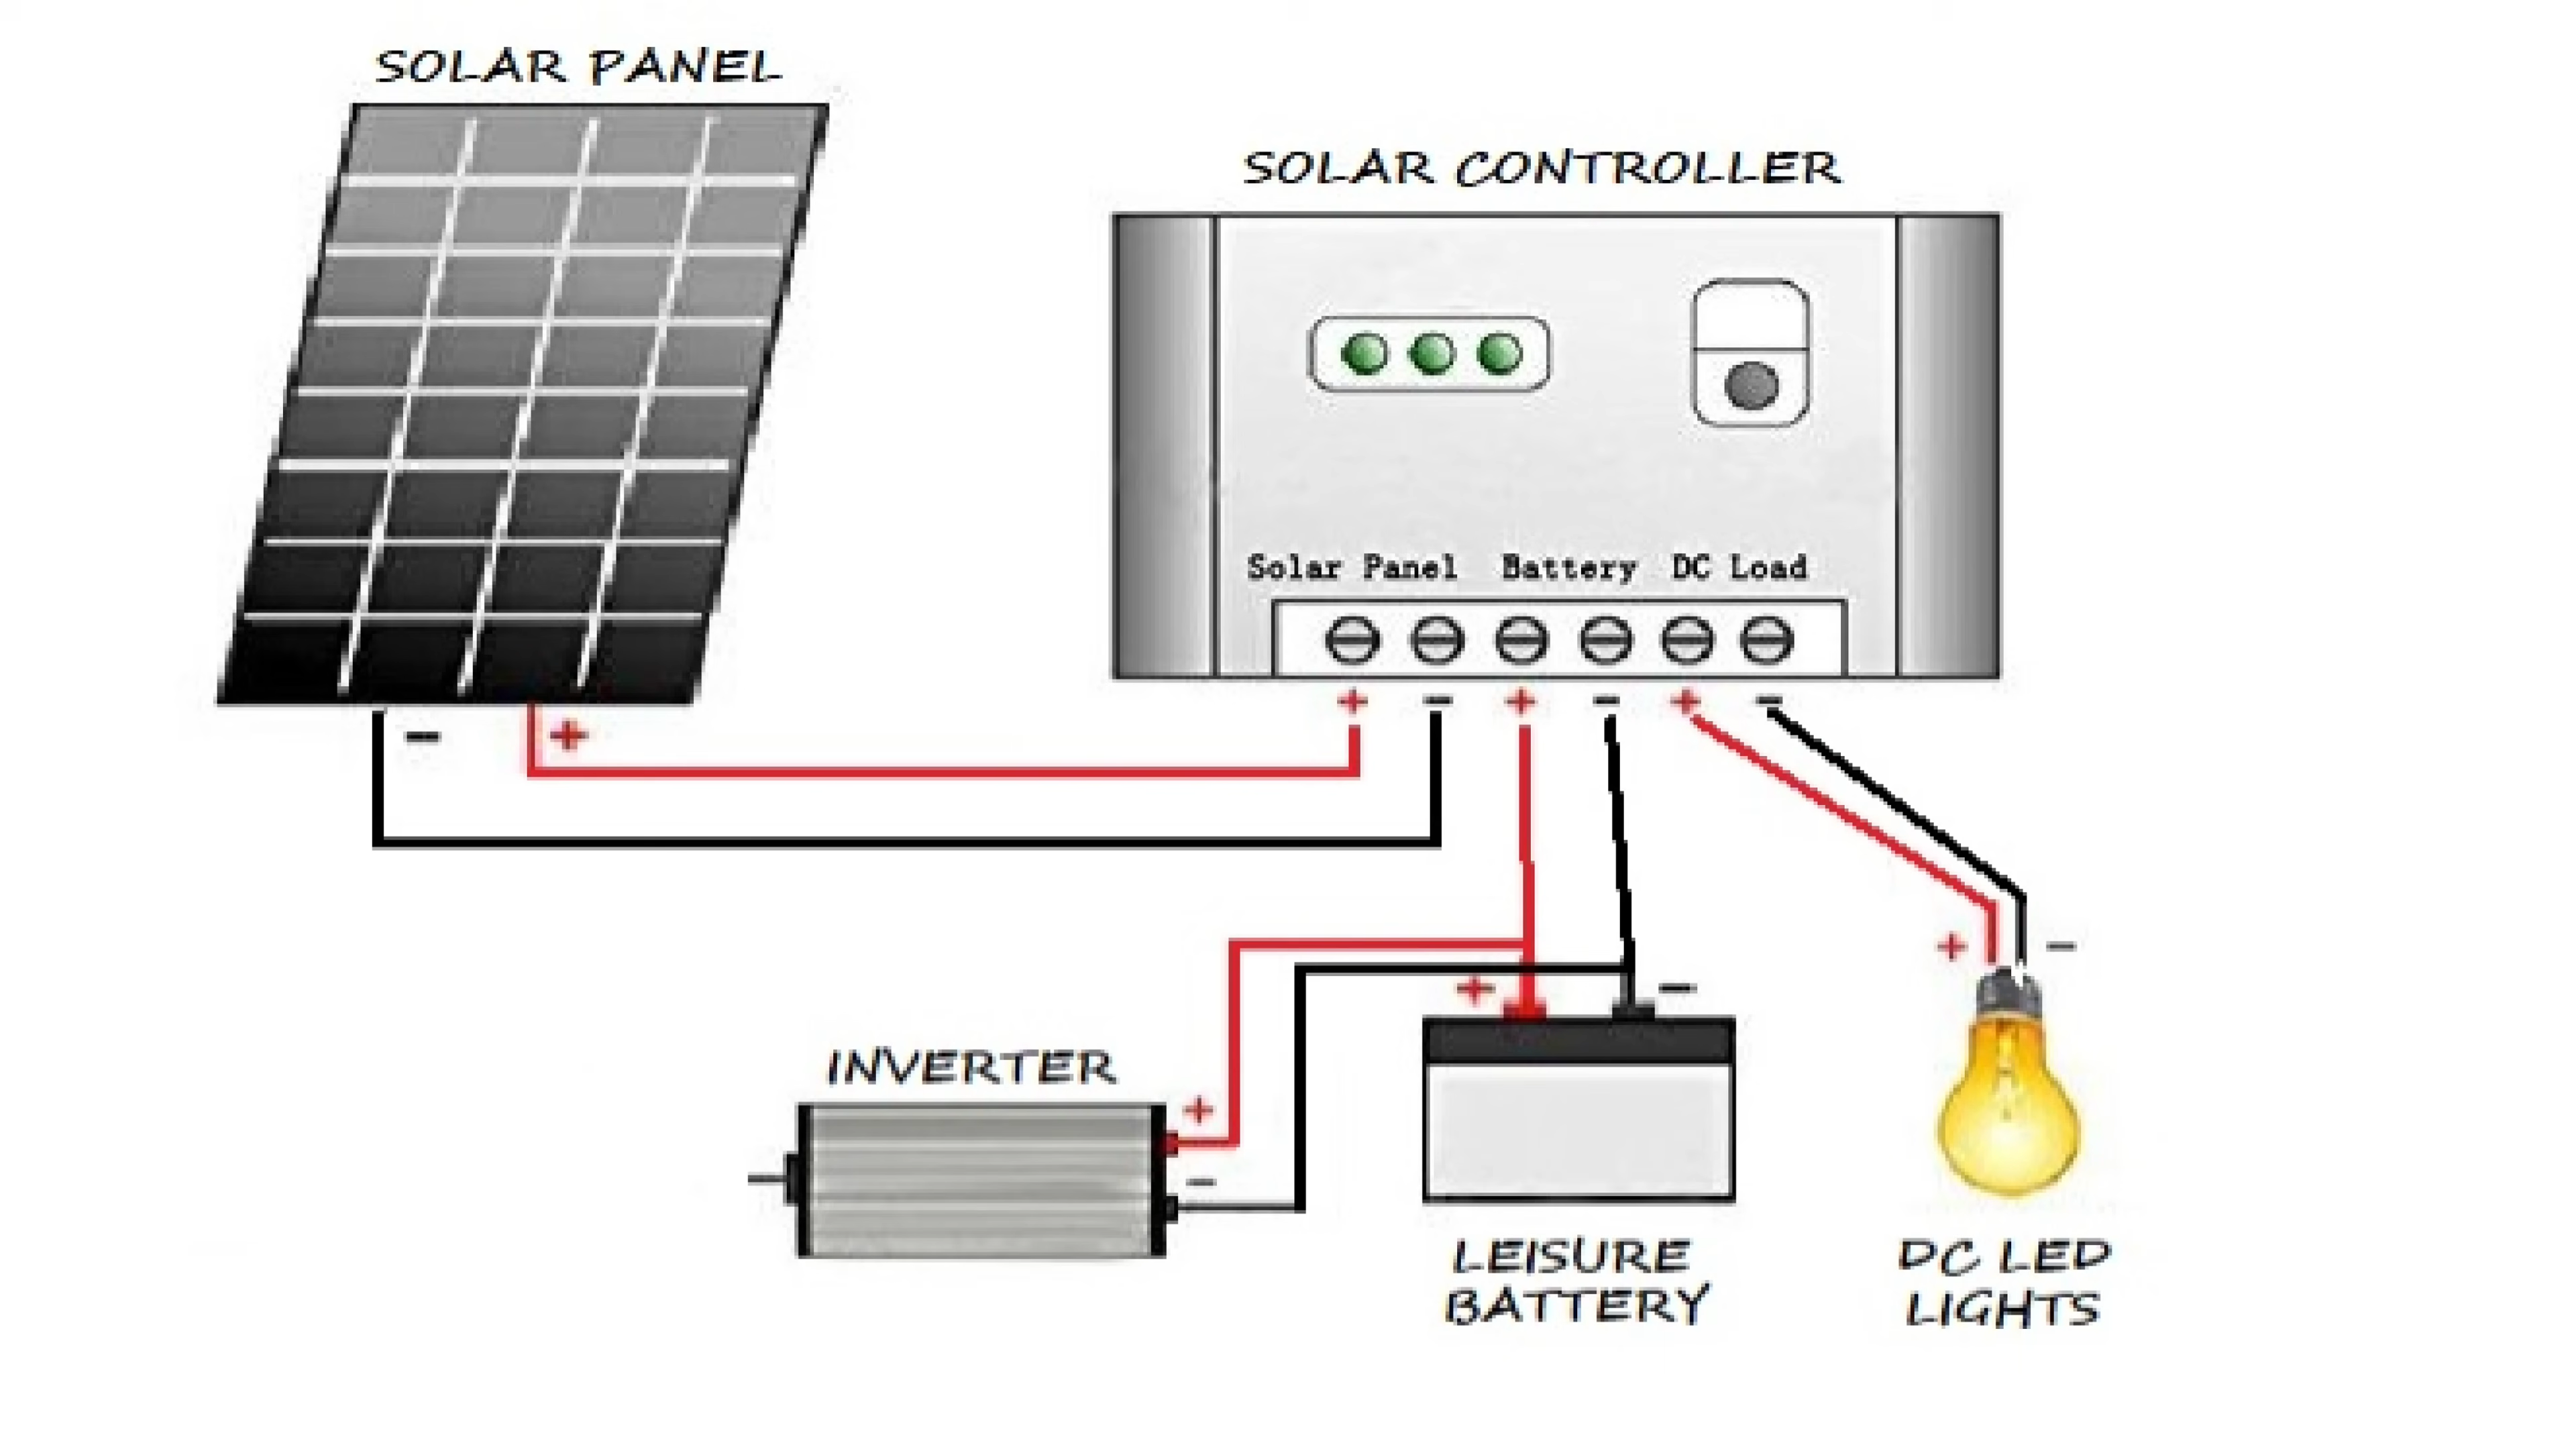 SOLAR PANEL
SOLAR CONTROLLER
Solar Panel Battery DC Load
+ - + - + -
- +
+ -
+ -
INVERTER
+
-
LEISURE
BATTERY
DC LED
LIGHTS